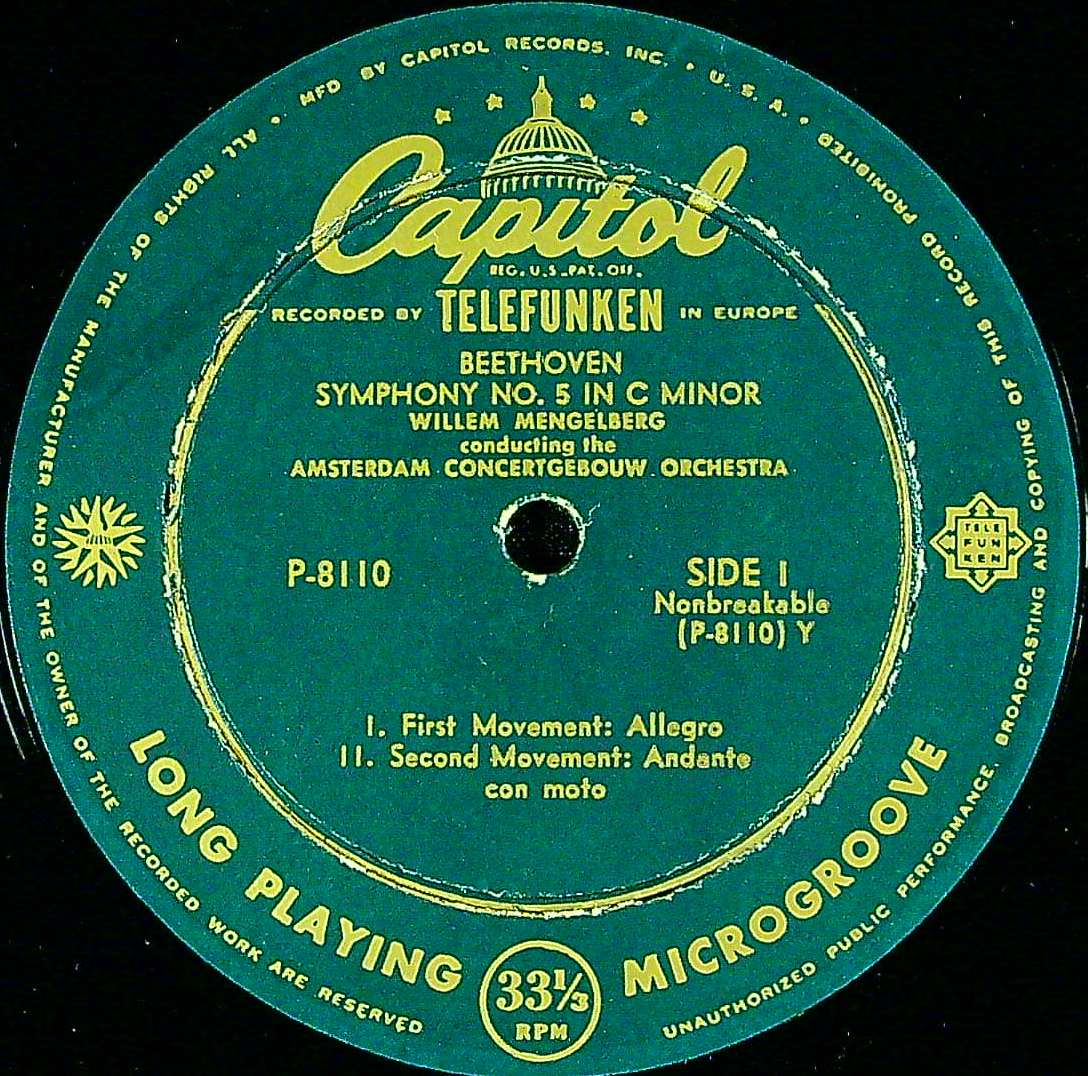 MFD BY CAPITOL RECORDS, INC. • U. S. A. •
ALL RIGHTS OF THE MANUFACTURER AND OF THE OWNER OF THE RECORDED WORK ARE RESERVED
UNAUTHORIZED PUBLIC PERFORMANCE, BROADCASTING AND COPYING OF THIS RECORD PROHIBITED
Capitol
REG. U.S. PAT. OFF.
RECORDED BY TELEFUNKEN IN EUROPE
BEETHOVEN
SYMPHONY NO. 5 IN C MINOR
WILLEM MENGELBERG
conducting the
AMSTERDAM CONCERTGEBOUW ORCHESTRA
TELE
FUN
KEN
P-8110
SIDE 1
Nonbreakable
(P-8110) Y
I. First Movement: Allegro
II. Second Movement: Andante
con moto
LONG PLAYING
MICROGROOVE
33⅓
RPM